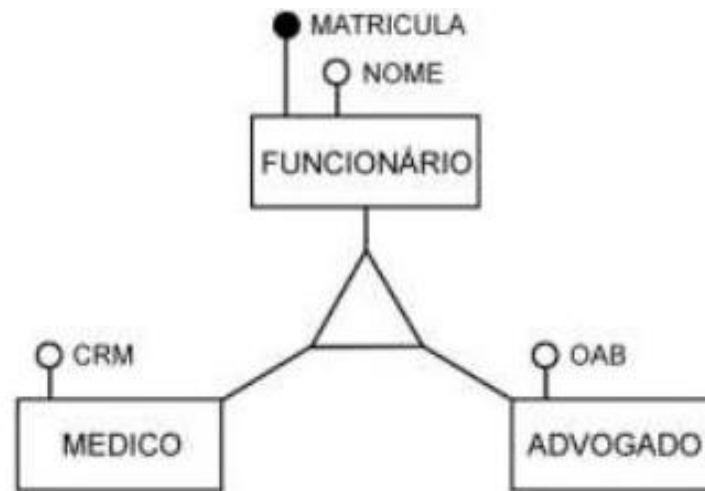 MATRICULA
NOME
FUNCIONÁRIO
CRM
OAB
MEDICO
ADVOGADO